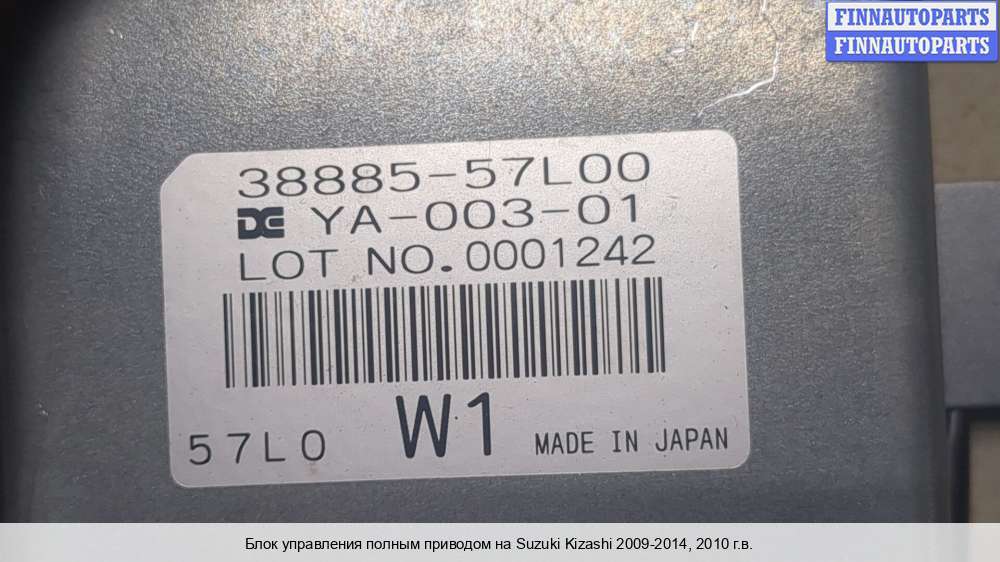 FINNAUTOPARTS
FINNAUTOPARTS
38885-57L00
DE YA-003-01
LOT NO.0001242
W1
57L0
MADE IN JAPAN
Блок управления полным приводом на Suzuki Kizashi 2009-2014, 2010 г.в.